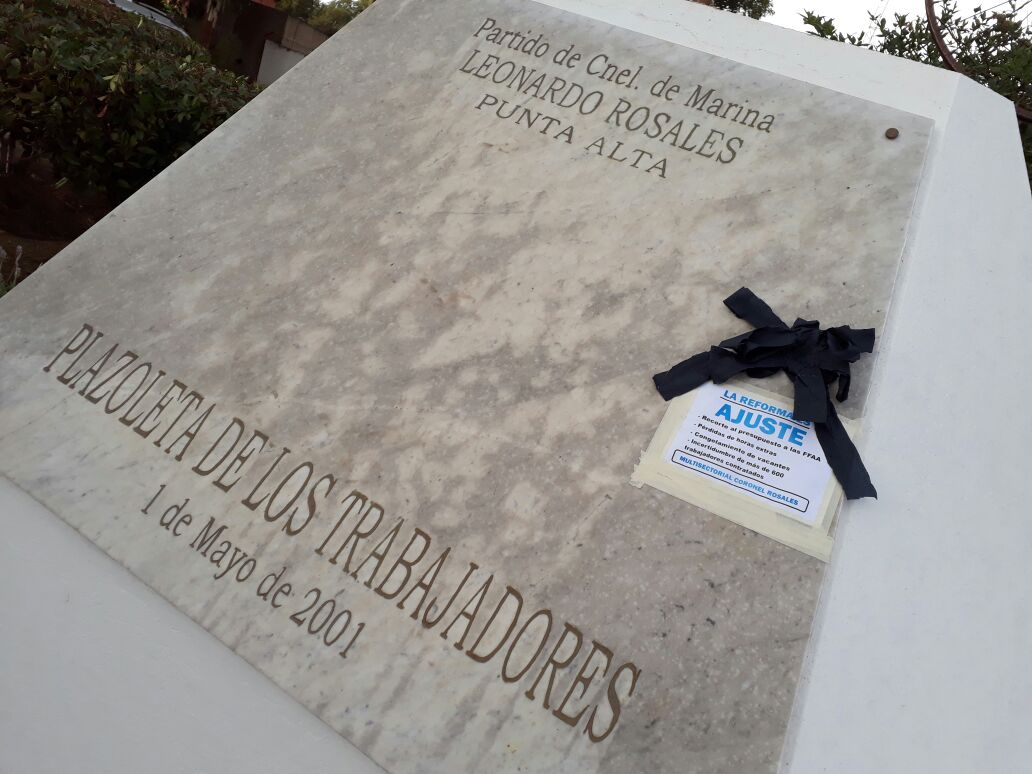 Partido de Cnel. de Marina
LEONARDO ROSALES
PUNTA ALTA
LA REFORMA ES
AJUSTE
- Recorte al presupuesto a las FFAA
- Pérdidas de horas extras
- Congelamiento de vacantes
- Incertidumbre de más de 600
trabajadores contratados
MULTISECTORIAL CORONEL ROSALES
PLAZOLETA DE LOS TRABAJADORES
1 de Mayo de 2001